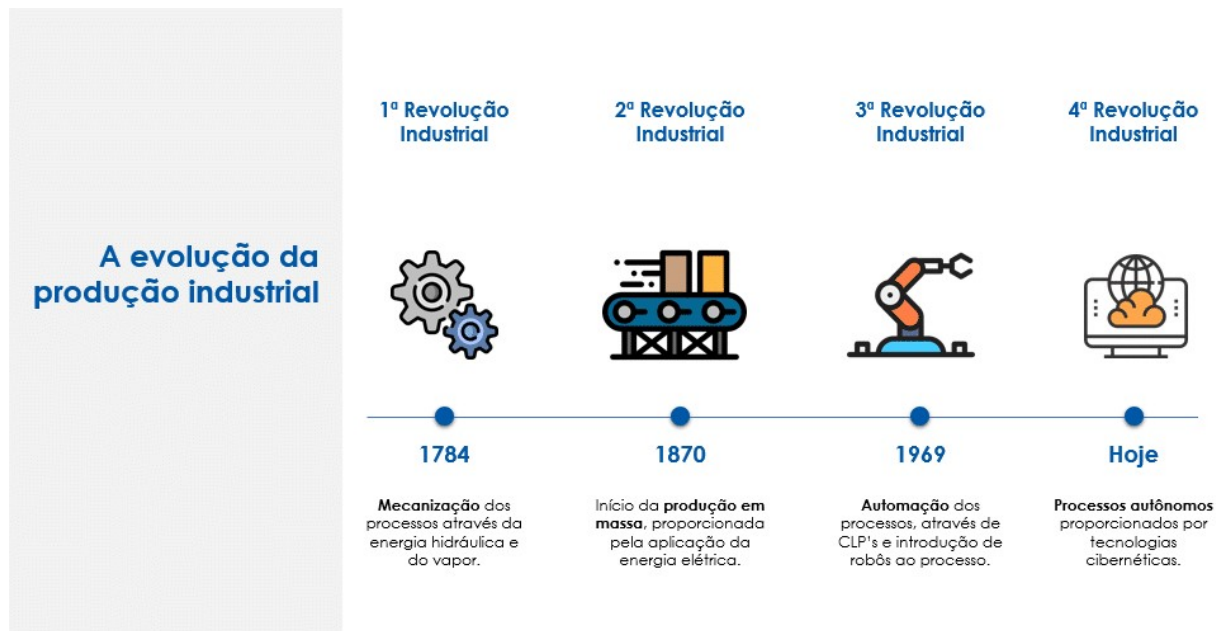 A evolução da
produção industrial
1ª Revolução
Industrial
2ª Revolução
Industrial
3ª Revolução
Industrial
4ª Revolução
Industrial
1784
1870
1969
Hoje
Mecanização dos
processos através da
energia hidráulica e
do vapor.
Início da produção em
massa, proporcionada
pela aplicação da
energia elétrica.
Automação dos
processos, através de
CLP's e introdução de
robôs ao processo.
Processos autônomos
proporcionados por
tecnologias
cibernéticas.